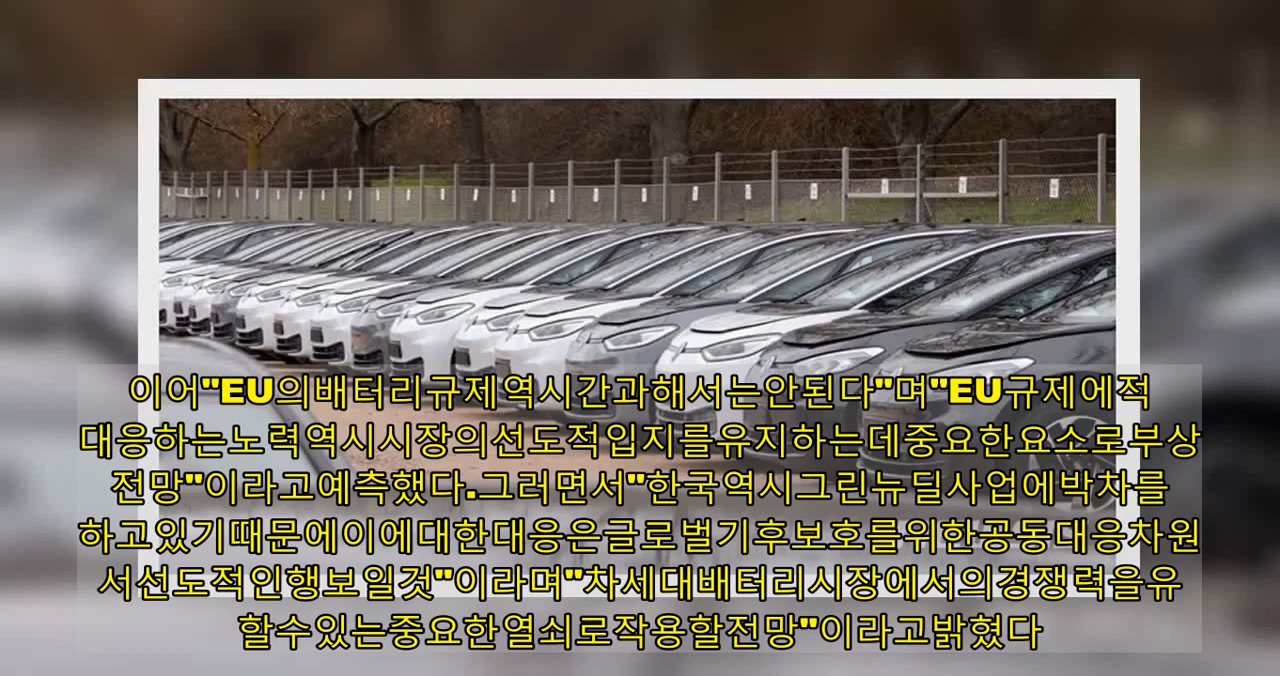 이어"EU의배터리규제역시간과해서는안된다"며"EU규제에적
대응하는노력역시시장의선도적입지를유지하는데중요한요소로부상
전망"이라고예측했다.그러면서"한국역시그린뉴딜사업에박차를
하고있기때문에이에대한대응은글로벌기후보호를위한공동대응차원
서선도적인행보일것"이라며"차세대배터리시장에서의경쟁력을유
할수있는중요한열쇠로작용할전망"이라고밝혔다